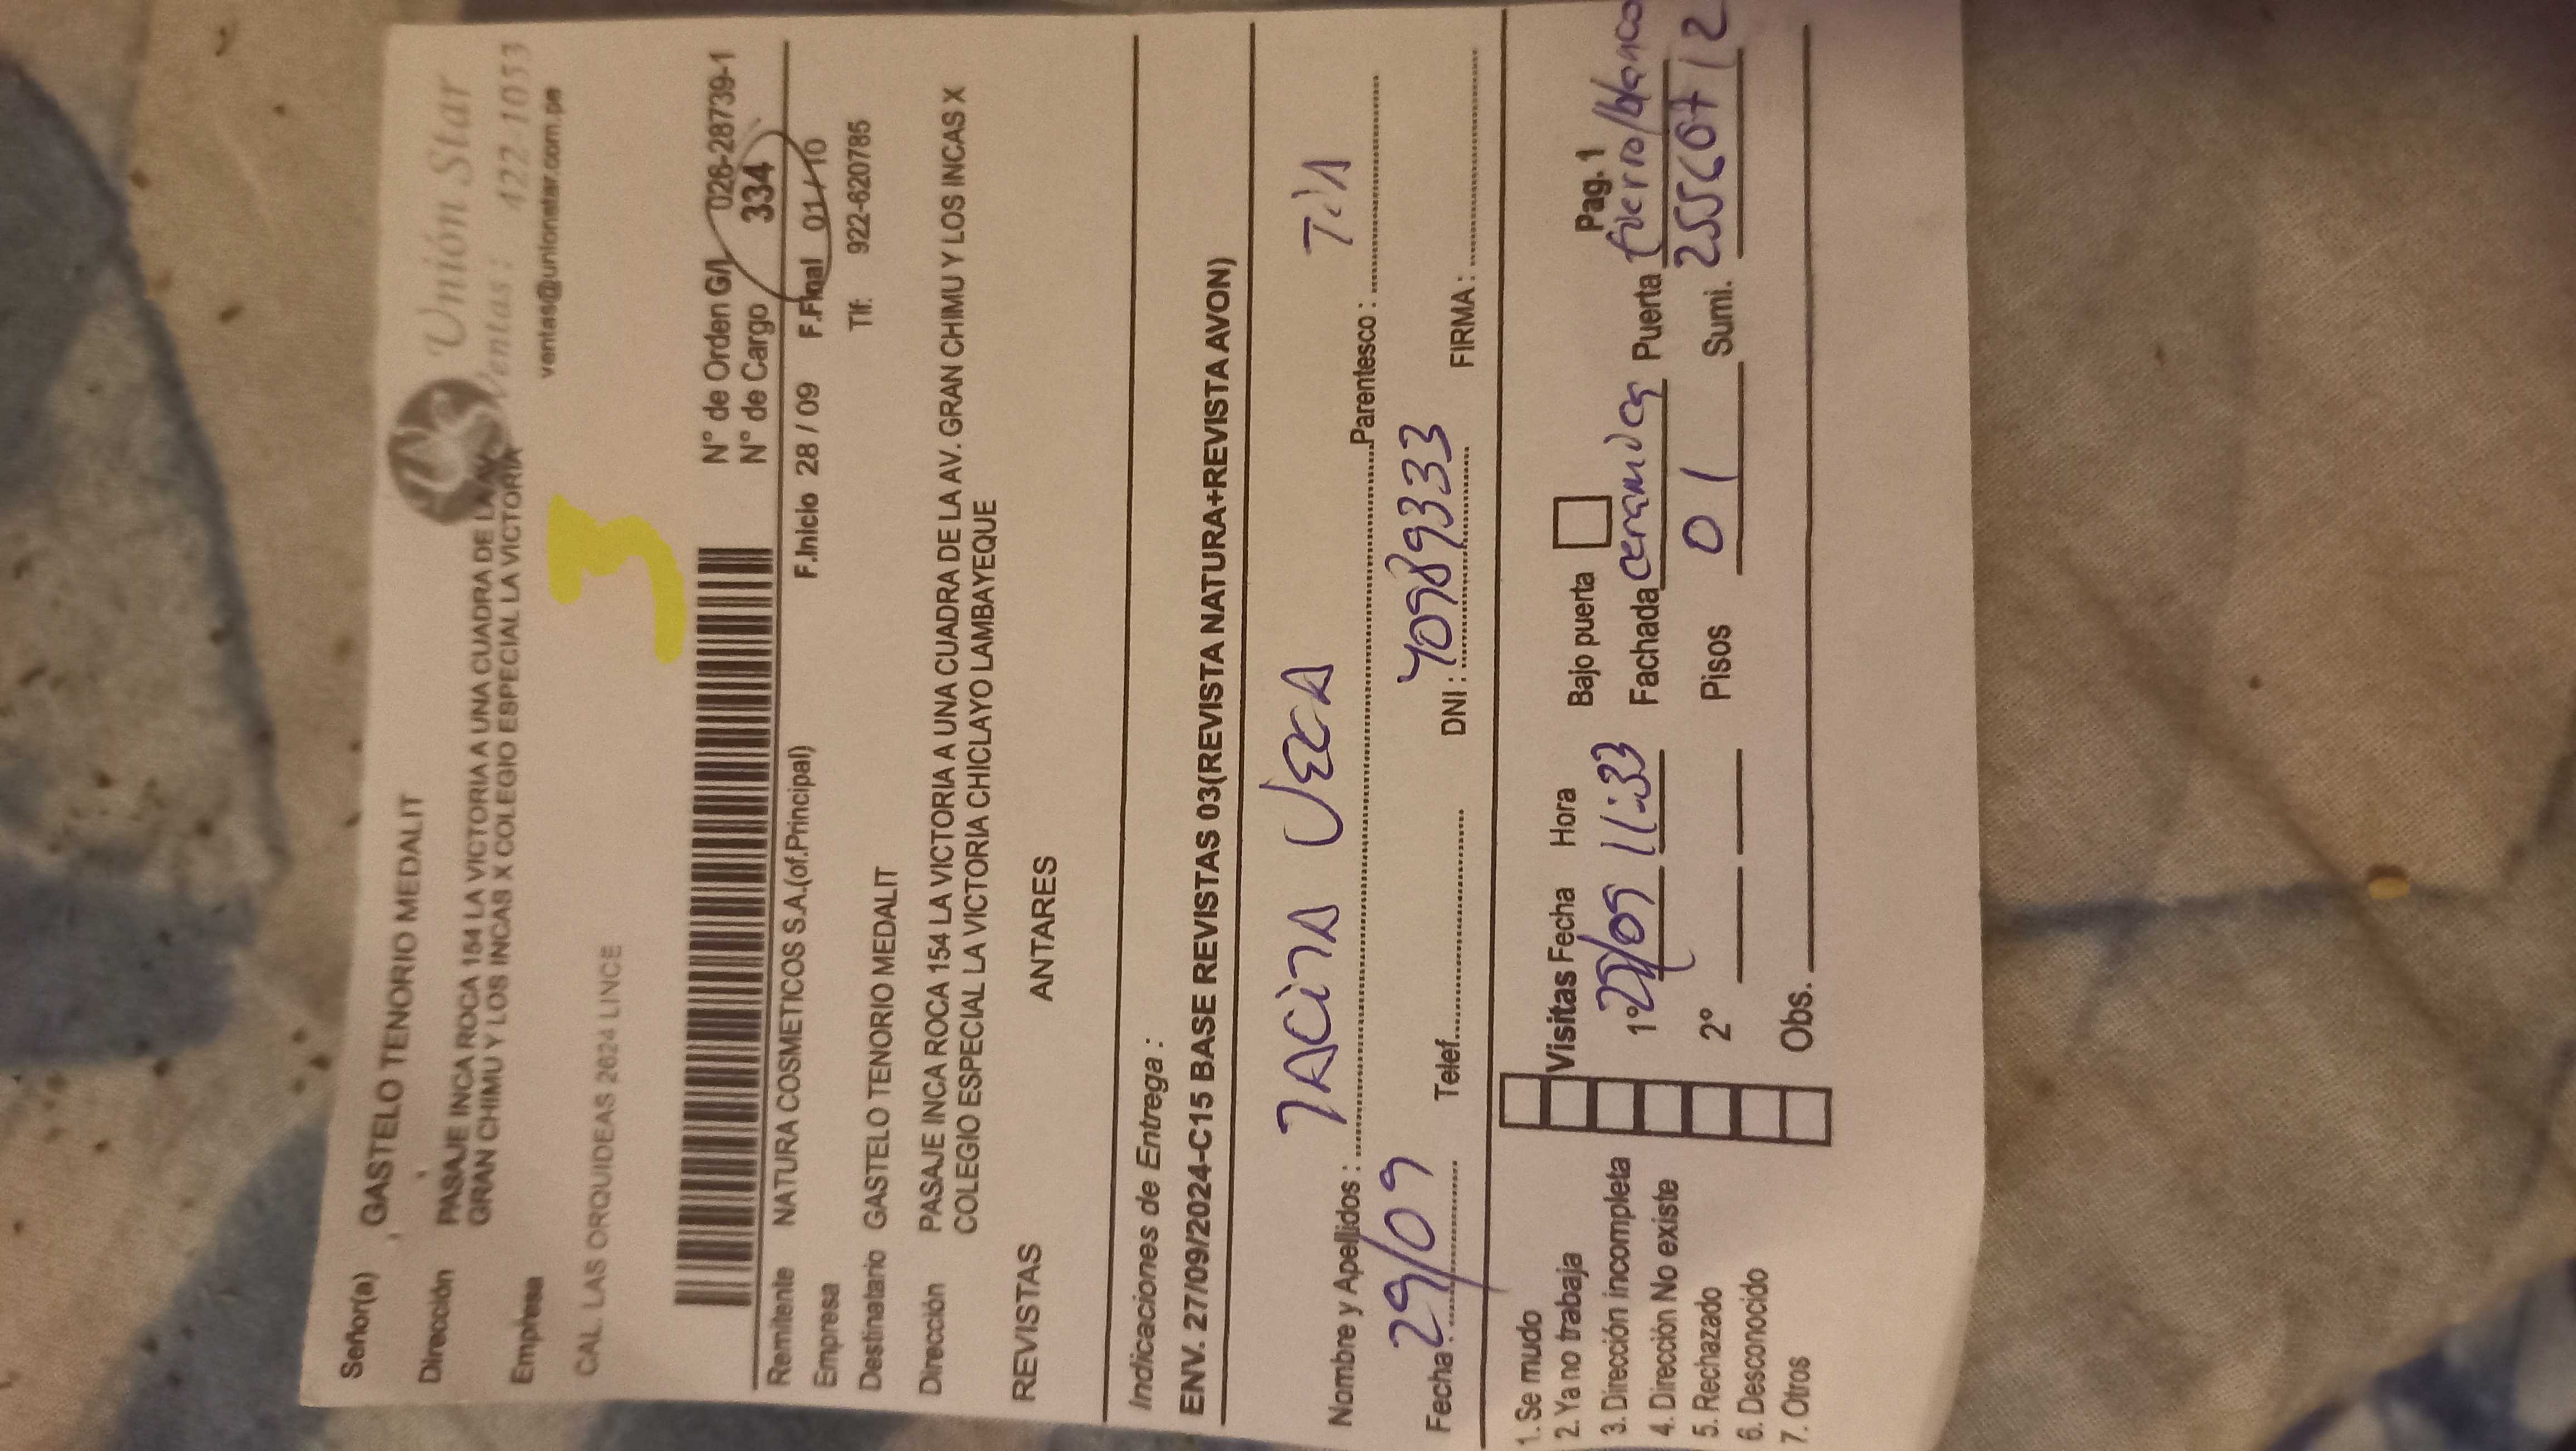 Señor(a) GASTELO TENORIO MEDALIT
Unión Star
Ventas : 422-1053
ventas@unionstar.com.pe
Dirección PASAJE INCA ROCA 154 LA VICTORIA A UNA CUADRA DE LA AV.
GRAN CHIMU Y LOS INCAS X COLEGIO ESPECIAL LA VICTORIA
Empresa
CAL. LAS ORQUIDEAS 2624 LINCE
3
N° de Orden G/L 026-28739-1
N° de Cargo 334
Remitente NATURA COSMETICOS S.A.(of.Principal) F.Inicio 28 / 09 F.Final 01 / 10
Empresa
Destinatario GASTELO TENORIO MEDALIT Tlf: 922-620785
Dirección PASAJE INCA ROCA 154 LA VICTORIA A UNA CUADRA DE LA AV. GRAN CHIMU Y LOS INCAS X
COLEGIO ESPECIAL LA VICTORIA CHICLAYO LAMBAYEQUE
REVISTAS ANTARES
Indicaciones de Entrega :
ENV. 27/09/2024-C15 BASE REVISTAS 03(REVISTA NATURA+REVISTA AVON)
Nombre y Apellidos : Parentesco :
Fecha : 29/09 Telef. DNI : 40989333 FIRMA :
1. Se mudo
2. Ya no trabaja
3. Dirección incompleta
4. Dirección No existe
5. Rechazado
6. Desconocido
7. Otros
Visitas Fecha Hora Bajo puerta Pag. 1
1° 29/09 11:33 Fachada ceramica Puerta fierro/blanco
2° Pisos 01 Sumi. 25560712
Obs.